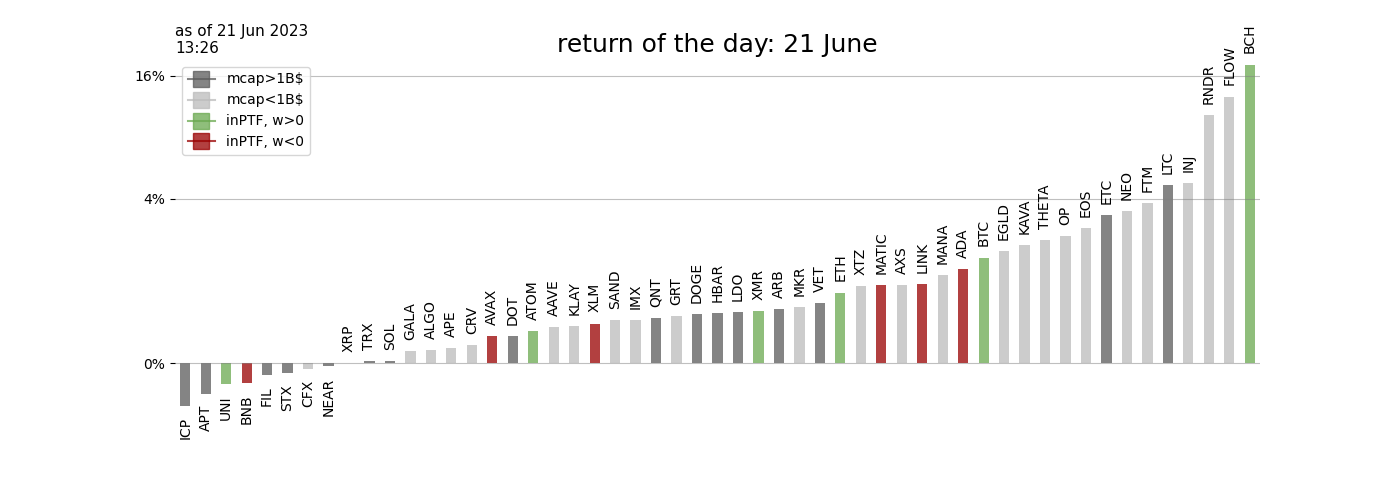 as of 21 Jun 2023
13:26
return of the day: 21 June
16%
4%
0%
mcap>1B$
mcap<1B$
inPTF, w>0
inPTF, w<0
ICP
APT
UNI
BNB
FIL
STX
CFX
NEAR
XRP
TRX
SOL
GALA
ALGO
APE
CRV
AVAX
DOT
ATOM
AAVE
KLAY
XLM
SAND
IMX
QNT
GRT
DOGE
HBAR
LDO
XMR
ARB
MKR
VET
ETH
XTZ
MATIC
AXS
LINK
MANA
ADA
BTC
EGLD
KAVA
THETA
OP
EOS
ETC
NEO
FTM
LTC
INJ
RNDR
FLOW
BCH